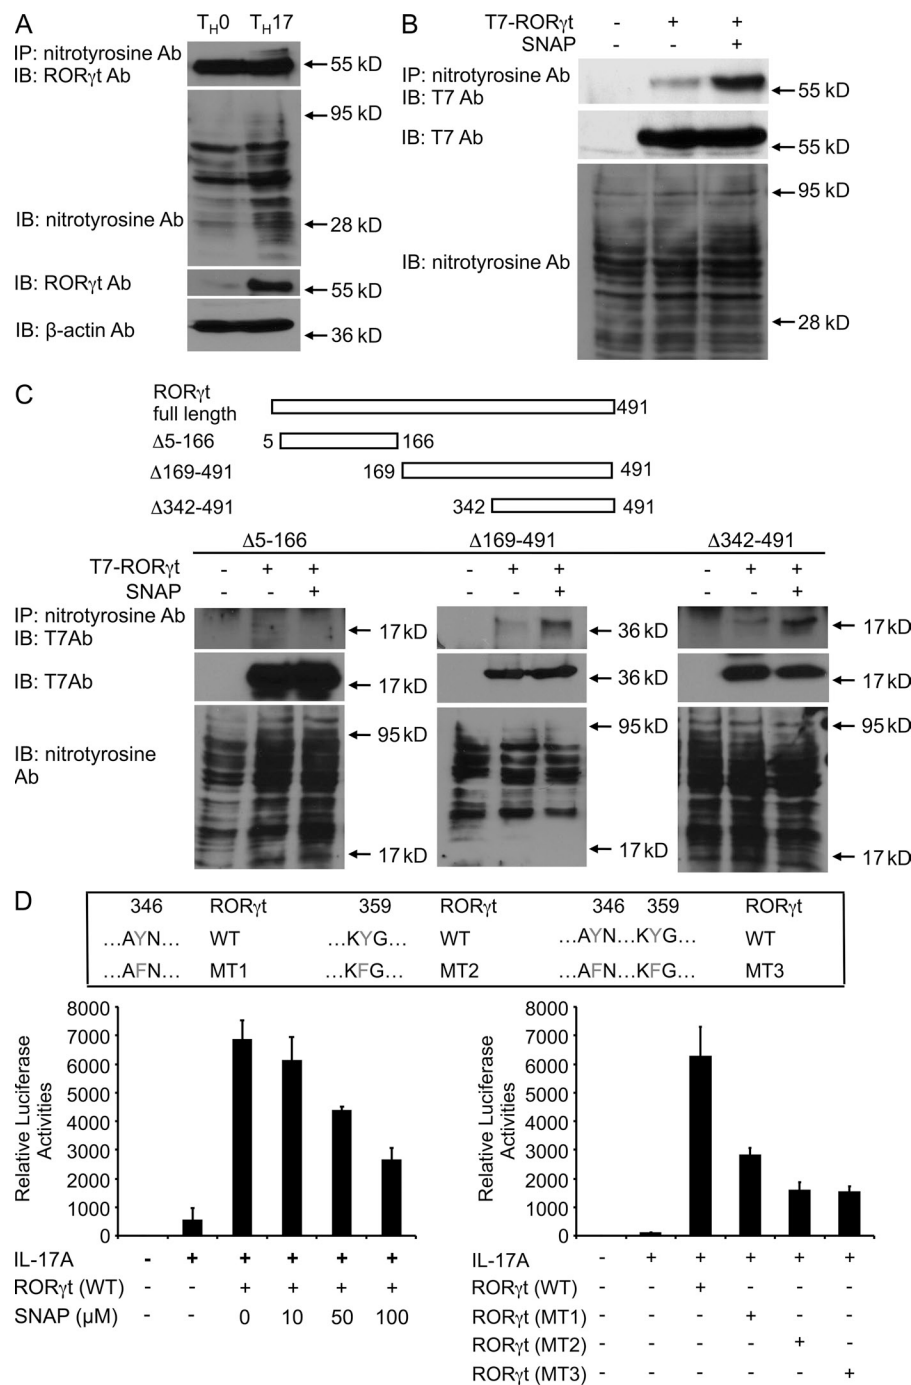 A
T_H0 T_H17
IP: nitrotyrosine Ab
IB: RORγt Ab
55 kD
95 kD
IB: nitrotyrosine Ab
28 kD
IB: RORγt Ab
55 kD
IB: β-actin Ab
36 kD
B
T7-RORγt - + +
SNAP - - +
IP: nitrotyrosine Ab
IB: T7 Ab
55 kD
IB: T7 Ab
55 kD
95 kD
IB: nitrotyrosine Ab
28 kD
C
RORγt
full length
491
Δ5-166 5 166
Δ169-491 169 491
Δ342-491 342 491
Δ5-166 Δ169-491 Δ342-491
T7-RORγt - + + - + + - + +
SNAP - - + - - + - - +
IP: nitrotyrosine Ab
IB: T7Ab
17 kD 36 kD 17 kD
IB: T7Ab 17 kD 36 kD 17 kD
95 kD 95 kD 95 kD
IB: nitrotyrosine
Ab
17 kD 17 kD 17 kD
D
346 RORγt 359 RORγt 346 359 RORγt
...AYN... WT ...KYG... WT ...AYN...KYG... WT
...AFN... MT1 ...KFG... MT2 ...AFN...KFG... MT3
Relative Luciferase
Activities
8000
7000
6000
5000
4000
3000
2000
1000
0
IL-17A - + + + + +
RORγt (WT) - - + + + +
SNAP (μM) - - 0 10 50 100
Relative Luciferase
Activities
8000
7000
6000
5000
4000
3000
2000
1000
0
IL-17A - + + + + +
RORγt (WT) - - + - - -
RORγt (MT1) - - - + - -
RORγt (MT2) - - - - + -
RORγt (MT3) - - - - - +